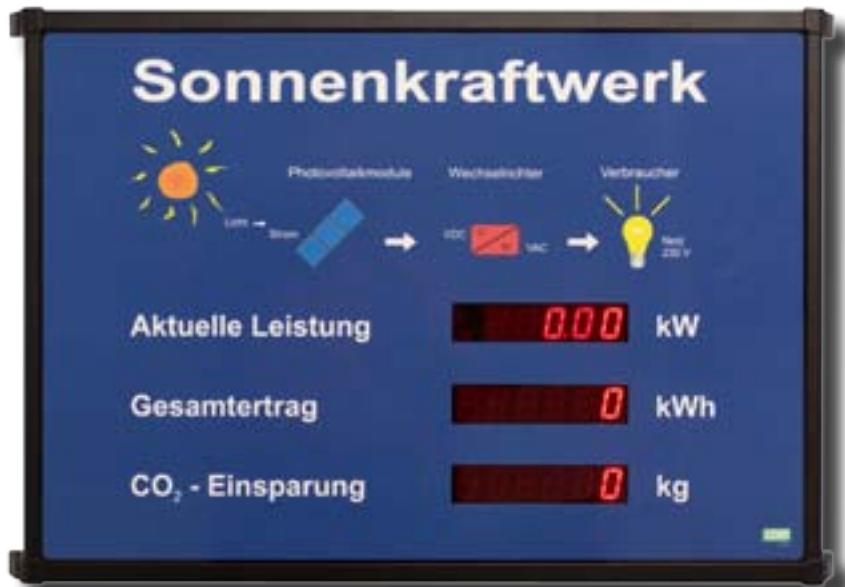 Sonnenkraftwerk
Photovoltaikmodule Wechselrichter Verbraucher
Licht →
Strom
VDC
VAC
Netz
230 V
Aktuelle Leistung 0.00 kW
Gesamtertrag 0 kWh
CO₂ - Einsparung 0 kg